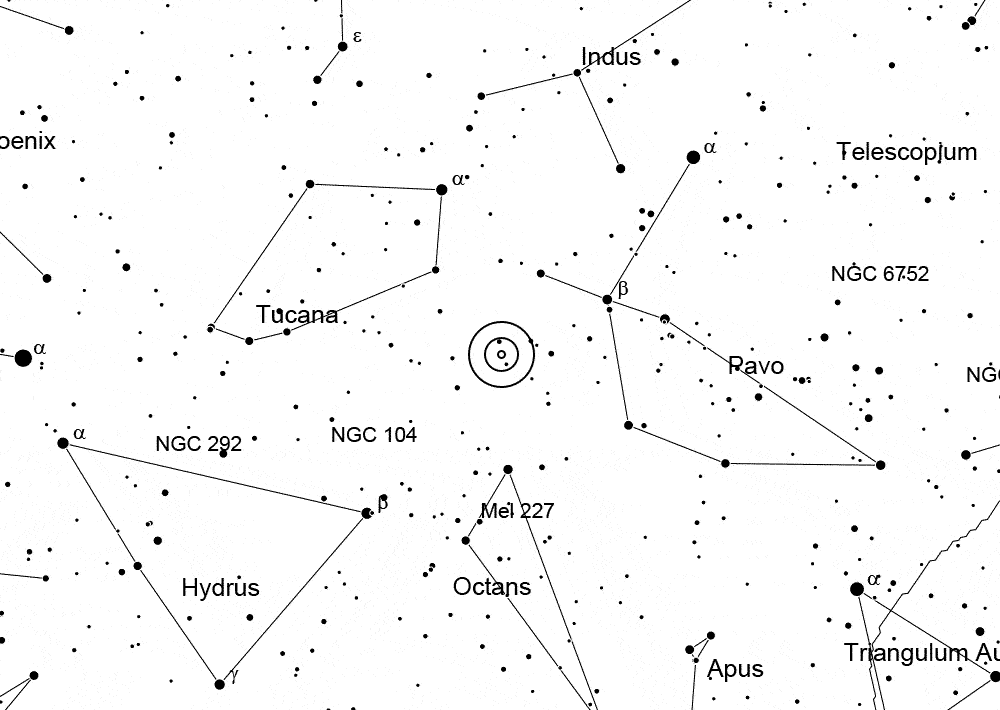 ε
Indus
oenix
α
Telescopium
α
NGC 6752
β
Tucana
α
Pavo
NGC
α
NGC 292
NGC 104
β
Mel 227
Hydrus
Octans
α
γ
Apus
Triangulum Au